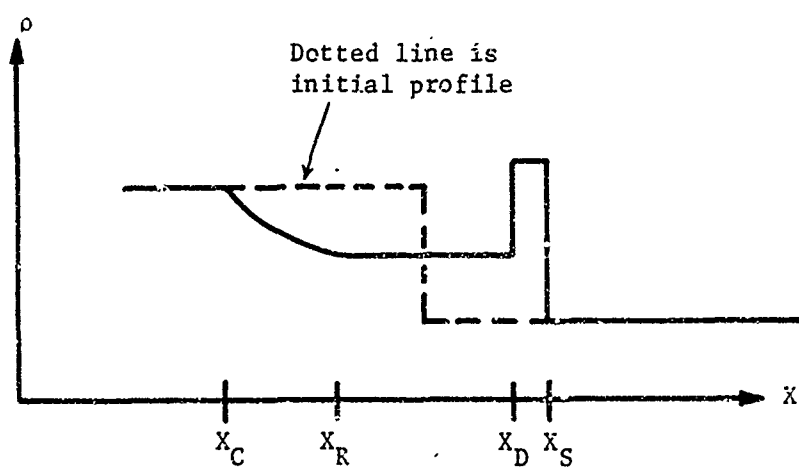 ρ
Dotted line is
initial profile
X
X_C X_R X_D X_S